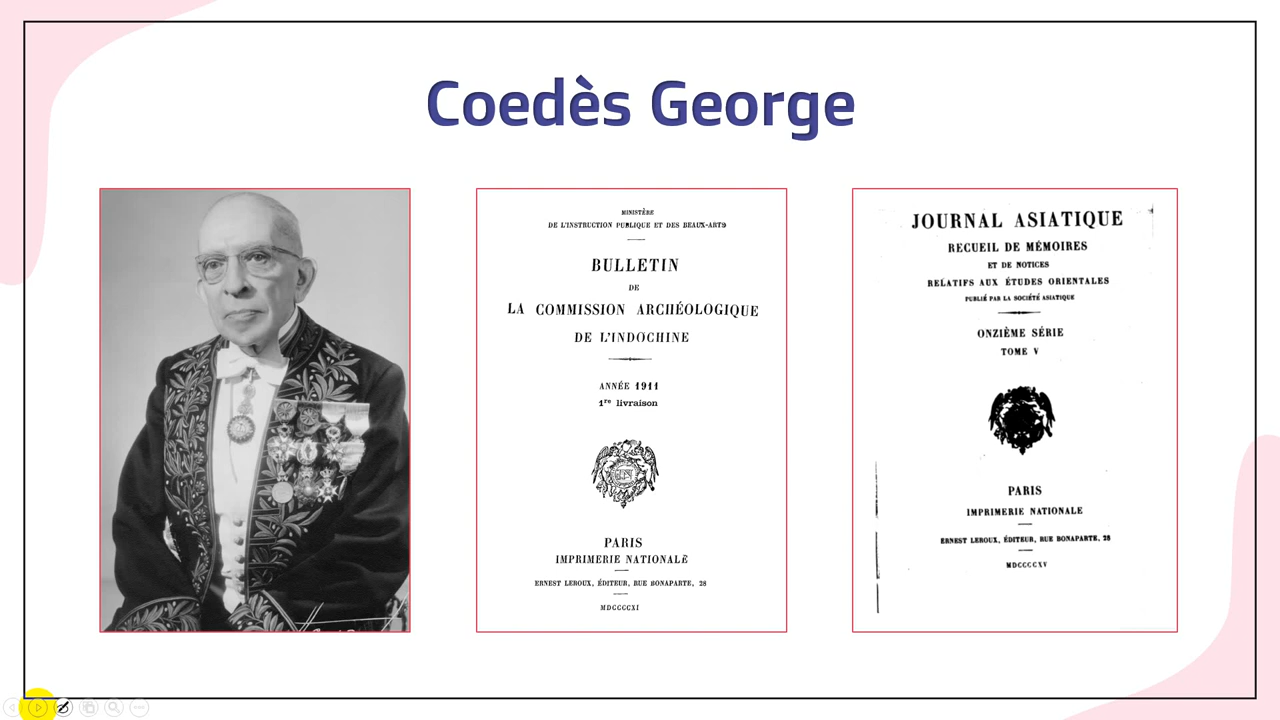 Coedès George
MINISTÈRE
DE L'INSTRUCTION PUBLIQUE ET DES BEAUX-ARTS
BULLETIN
DE
LA COMMISSION ARCHÉOLOGIQUE
DE L'INDOCHINE
ANNÉE 1911
1re livraison
PARIS
IMPRIMERIE NATIONALE
ERNEST LEROUX, ÉDITEUR, RUE BONAPARTE, 28
MDCCCCXI
JOURNAL ASIATIQUE
RECUEIL DE MÉMOIRES
ET DE NOTICES
RELATIFS AUX ÉTUDES ORIENTALES
PUBLIÉ PAR LA SOCIÉTÉ ASIATIQUE
ONZIÈME SÉRIE
TOME V
PARIS
IMPRIMERIE NATIONALE
ERNEST LEROUX, ÉDITEUR, RUE BONAPARTE, 28
MDCCCCXV